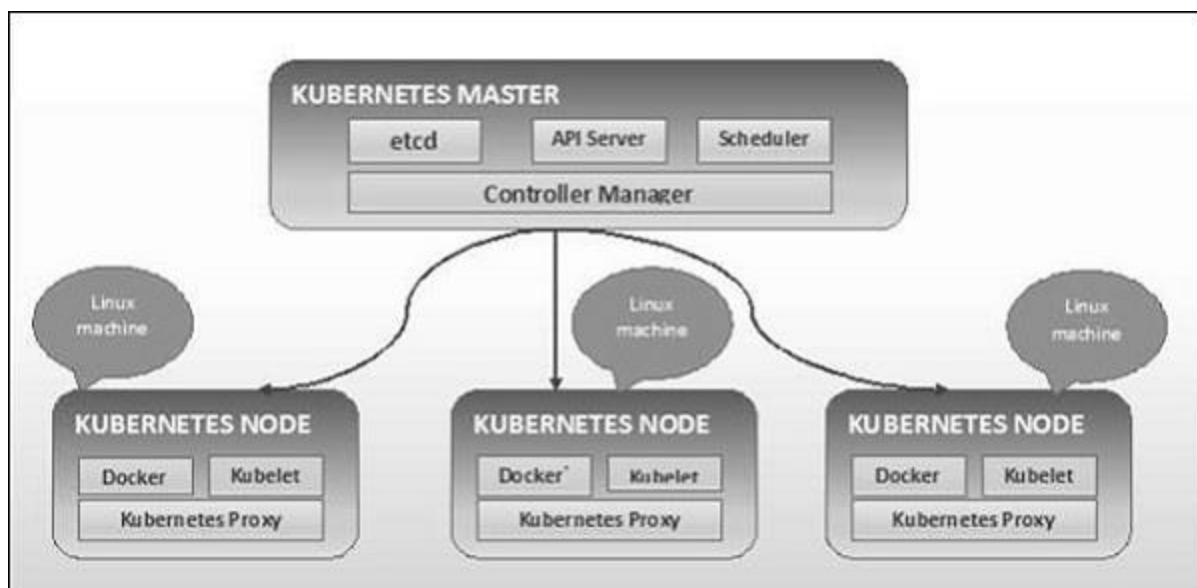 KUBERNETES MASTER
etcd
API Server
Scheduler
Controller Manager
Linux
machine
Linux
machine
Linux
machine
KUBERNETES NODE
Docker
Kubelet
Kubernetes Proxy
KUBERNETES NODE
Docker
Kubelet
Kubernetes Proxy
KUBERNETES NODE
Docker
Kubelet
Kubernetes Proxy